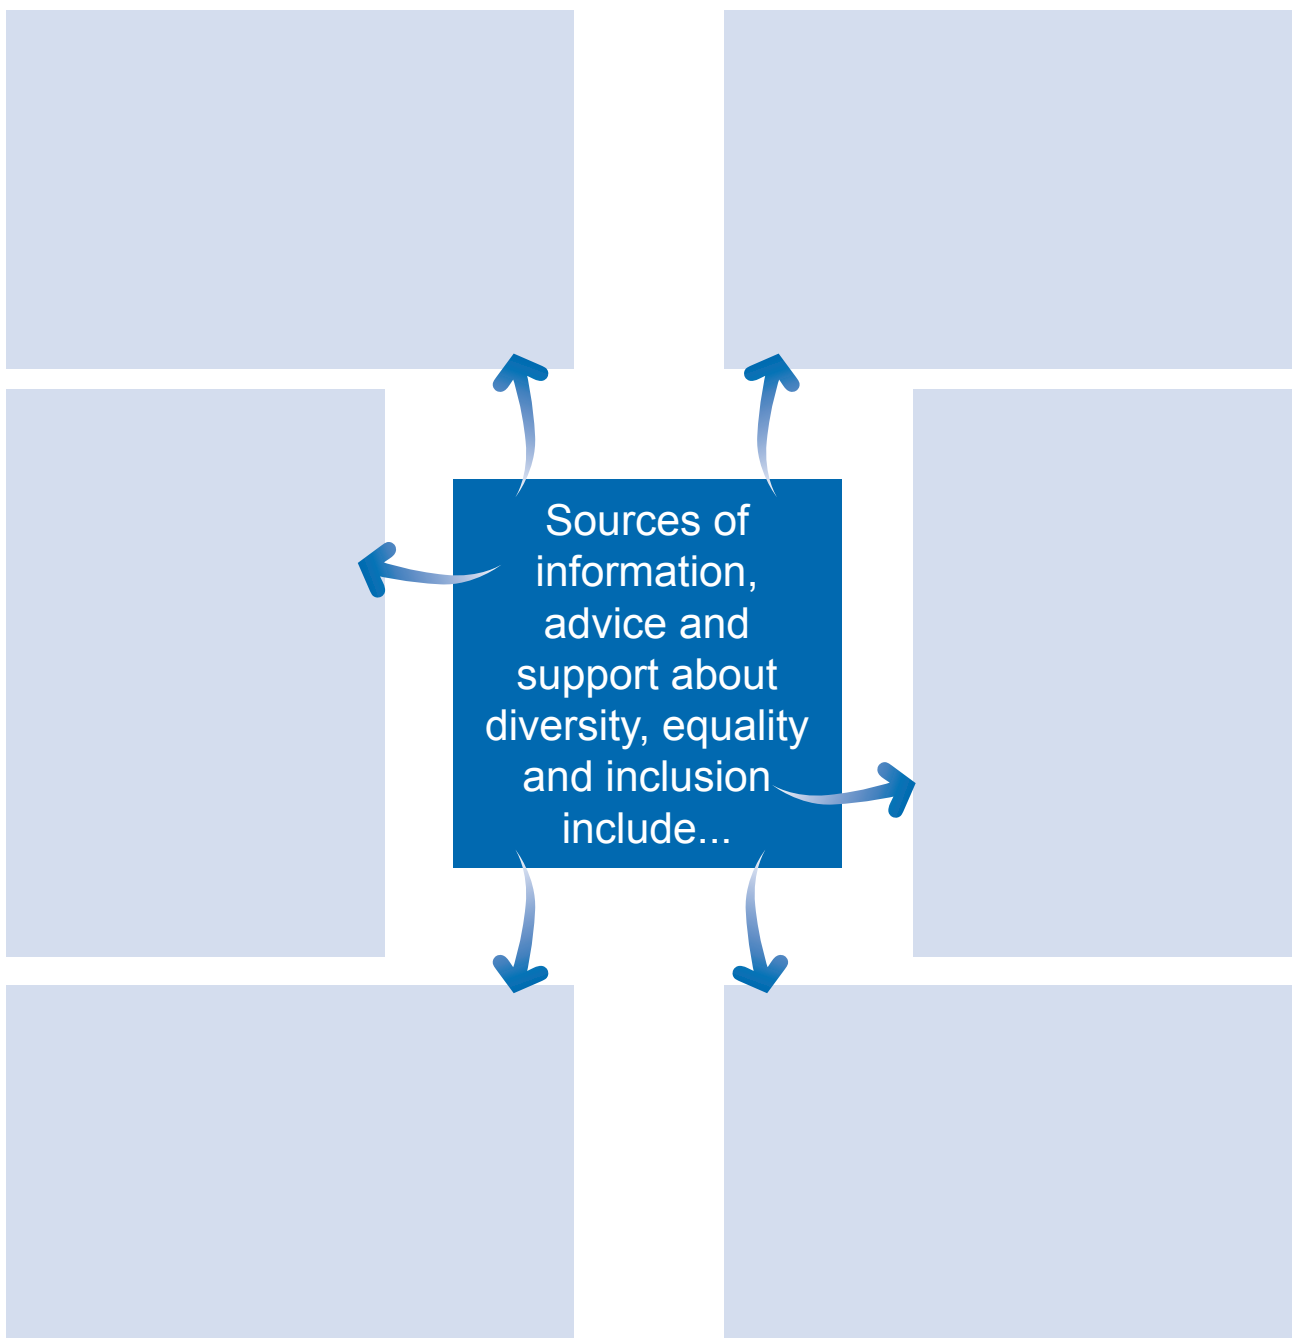 Sources of
information,
advice and
support about
diversity, equality
and inclusion
include...